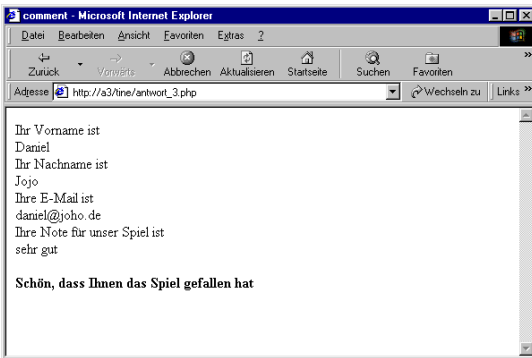 comment - Microsoft Internet Explorer
Datei Bearbeiten Ansicht Favoriten Extras ?
Zurück Vorwärts Abbrechen Aktualisieren Startseite Suchen Favoriten »
Adresse http://a3/tine/antwort_3.php Wechseln zu Links »
Ihr Vorname ist
Daniel
Ihr Nachname ist
Jojo
Ihre E-Mail ist
daniel@joho.de
Ihre Note für unser Spiel ist
sehr gut
Schön, dass Ihnen das Spiel gefallen hat